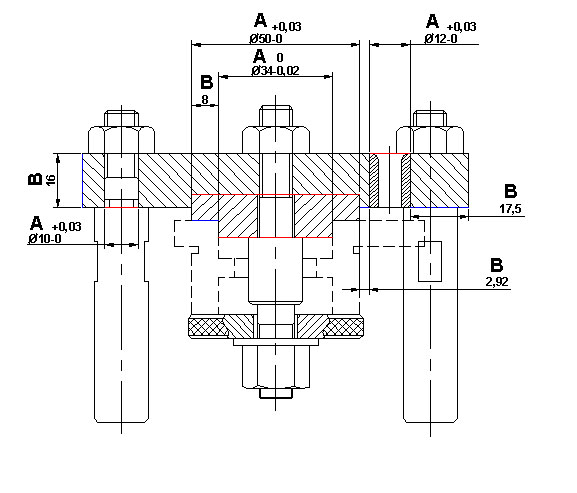 A +0,03
Ø50-0
A +0,03
Ø12-0
A 0
Ø34-0,02
B
8
B
16
B
17,5
A +0,03
Ø10-0
B
2,92